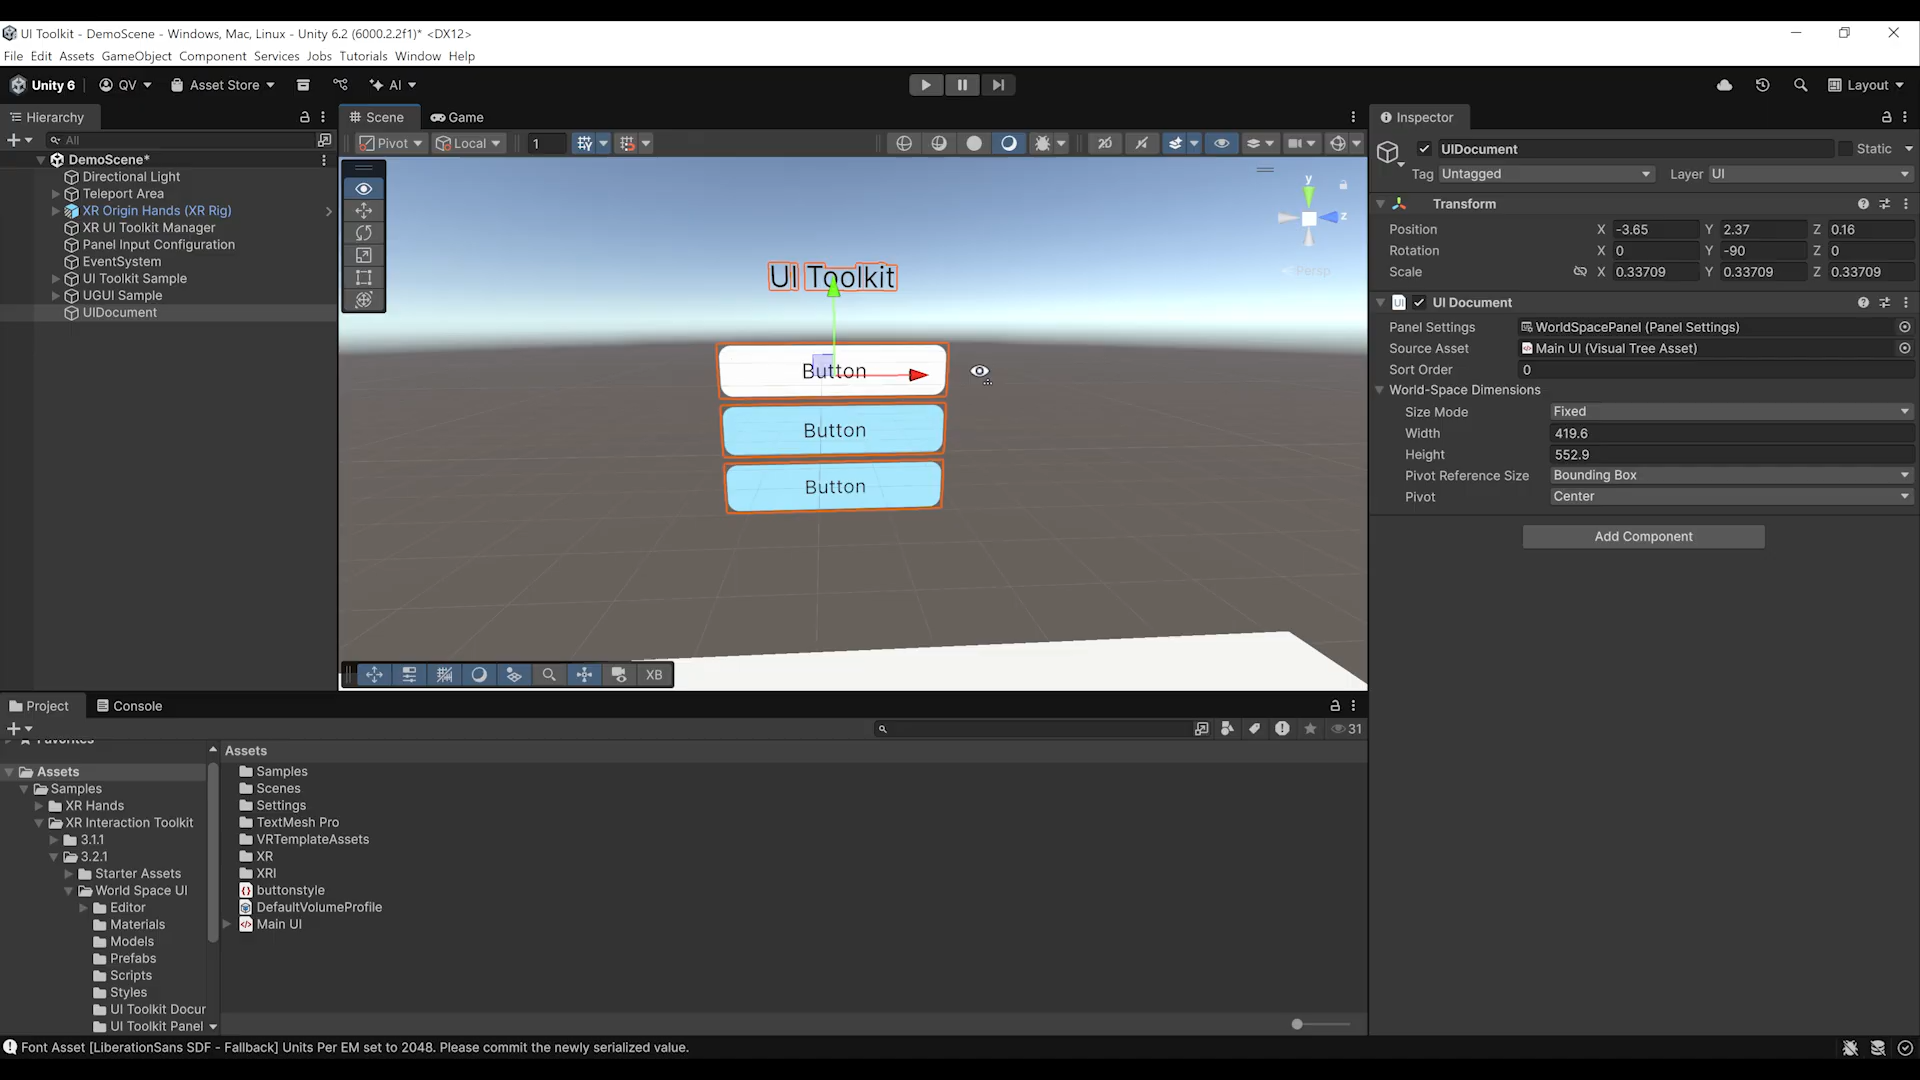 UI Toolkit - DemoScene - Windows, Mac, Linux - Unity 6.2 (6000.2.2f1)* <DX12>
File Edit Assets GameObject Component Services Jobs Tutorials Window Help
Unity 6 QV Asset Store AI Layout
Hierarchy
All
DemoScene*
Directional Light
Teleport Area
XR Origin Hands (XR Rig)
XR UI Toolkit Manager
Panel Input Configuration
EventSystem
UI Toolkit Sample
UGUI Sample
UIDocument
Scene Game
Pivot Local 1 2D
y
z
Persp
UI Toolkit
Button
Button
Button
XB
Inspector
UIDocument Static
Tag Untagged Layer UI
Transform
Position X -3.65 Y 2.37 Z 0.16
Rotation X 0 Y -90 Z 0
Scale X 0.33709 Y 0.33709 Z 0.33709
UI UI Document
Panel Settings WorldSpacePanel (Panel Settings)
Source Asset Main UI (Visual Tree Asset)
Sort Order 0
World-Space Dimensions
Size Mode Fixed
Width 419.6
Height 552.9
Pivot Reference Size Bounding Box
Pivot Center
Add Component
Project Console
31
Favorites
Assets
Samples
XR Hands
XR Interaction Toolkit
3.1.1
3.2.1
Starter Assets
World Space UI
Editor
Materials
Models
Prefabs
Scripts
Styles
UI Toolkit Docur
UI Toolkit Panel
Assets
Samples
Scenes
Settings
TextMesh Pro
VRTemplateAssets
XR
XRI
buttonstyle
DefaultVolumeProfile
Main UI
Font Asset [LiberationSans SDF - Fallback] Units Per EM set to 2048. Please commit the newly serialized value.